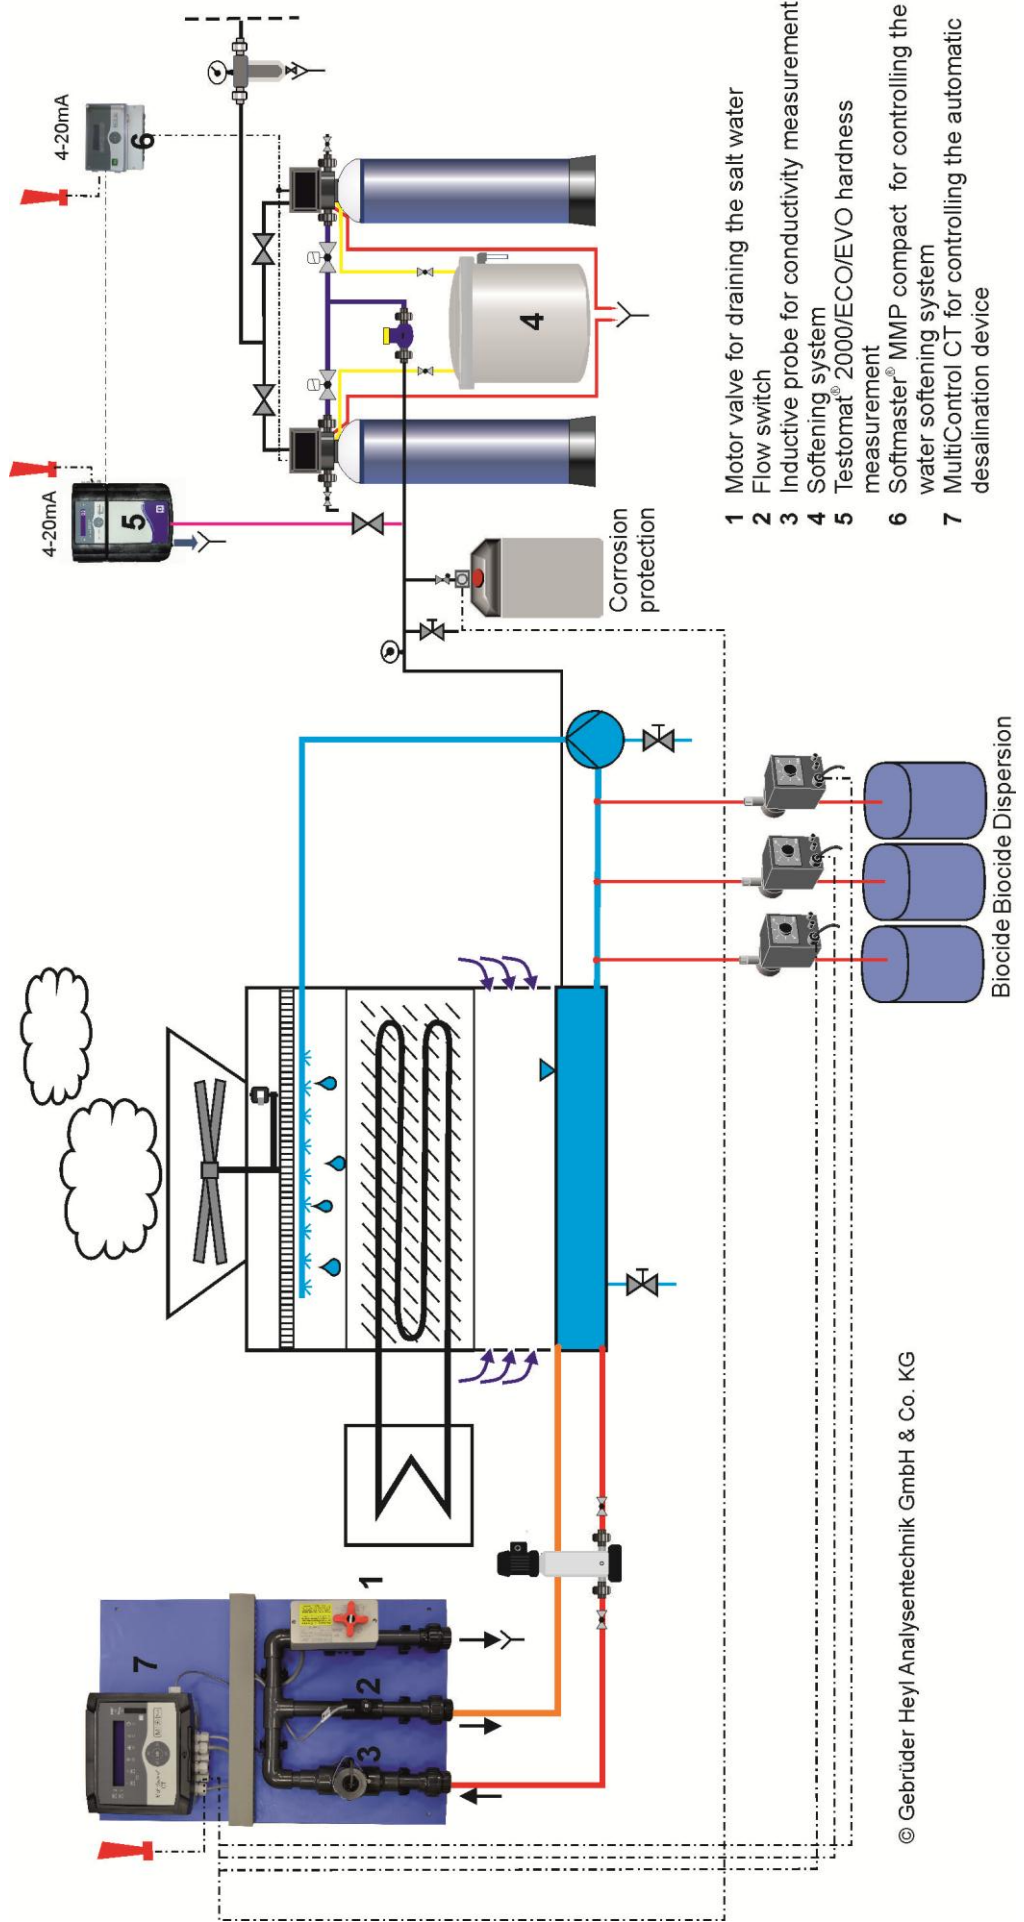 7
1
2
3
4-20mA
5
4-20mA
6
4
Corrosion
protection
Biocide Biocide Dispersion
1 Motor valve for draining the salt water
2 Flow switch
3 Inductive probe for conductivity measurement
4 Softening system
5 Testomat® 2000/ECO/EVO hardness
measurement
6 Softmaster® MMP compact for controlling the
water softening system
7 MultiControl CT for controlling the automatic
desalination device
© Gebrüder Heyl Analysentechnik GmbH & Co. KG